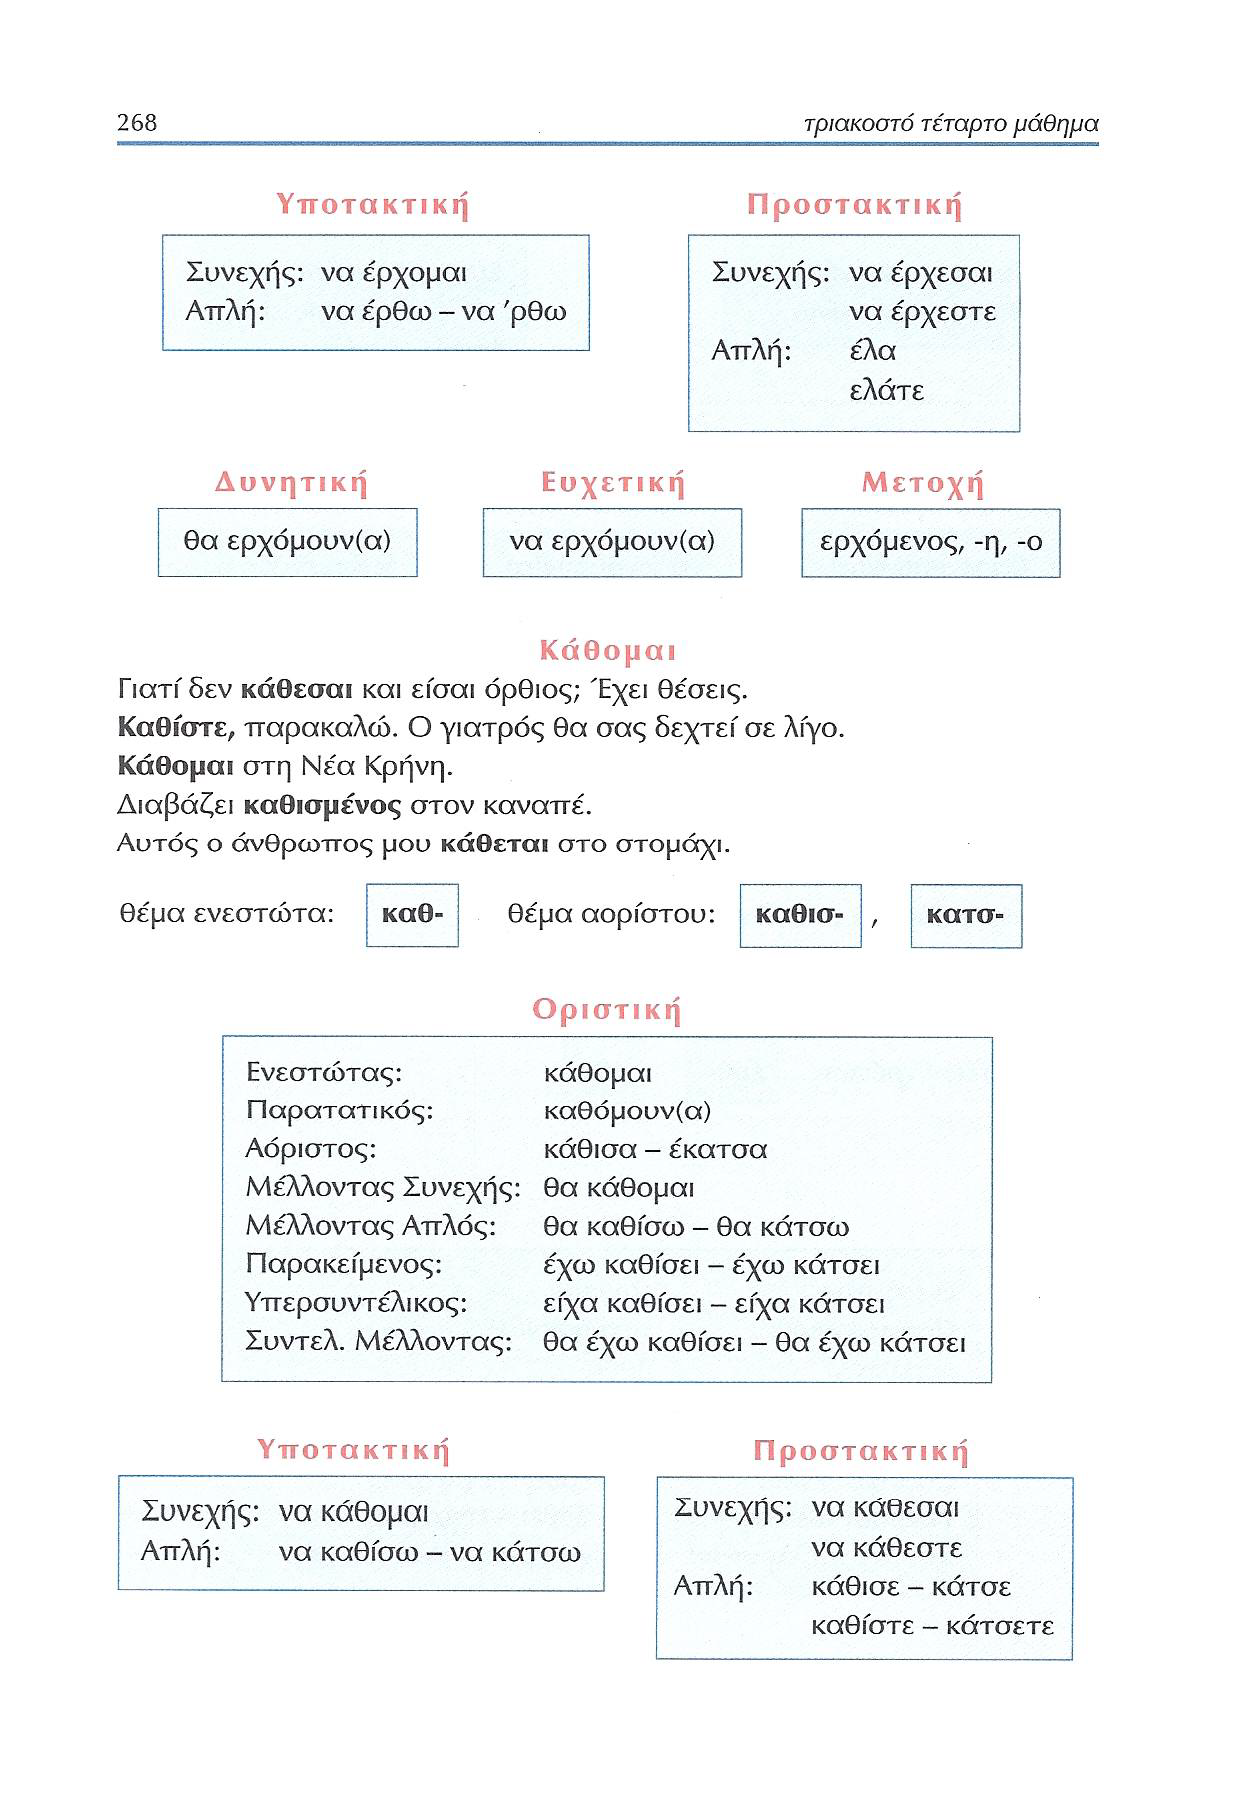 268 τριακοστό τέταρτο μάθημα
Υποτακτική
Συνεχής: να έρχομαι
Απλή: να έρθω – να 'ρθω
Προστακτική
Συνεχής: να έρχεσαι
να έρχεστε
Απλή: έλα
ελάτε
Δυνητική
θα ερχόμουν(α)
Ευχετική
να ερχόμουν(α)
Μετοχή
ερχόμενος, -η, -ο
Κάθομαι
Γιατί δεν κάθεσαι και είσαι όρθιος; Έχει θέσεις.
Καθίστε, παρακαλώ. Ο γιατρός θα σας δεχτεί σε λίγο.
Κάθομαι στη Νέα Κρήνη.
Διαβάζει καθισμένος στον καναπέ.
Αυτός ο άνθρωπος μου κάθεται στο στομάχι.
θέμα ενεστώτα: καθ- θέμα αορίστου: καθισ- , κατσ-
Οριστική
Ενεστώτας: κάθομαι
Παρατατικός: καθόμουν(α)
Αόριστος: κάθισα – έκατσα
Μέλλοντας Συνεχής: θα κάθομαι
Μέλλοντας Απλός: θα καθίσω – θα κάτσω
Παρακείμενος: έχω καθίσει – έχω κάτσει
Υπερσυντέλικος: είχα καθίσει – είχα κάτσει
Συντελ. Μέλλοντας: θα έχω καθίσει – θα έχω κάτσει
Υποτακτική
Συνεχής: να κάθομαι
Απλή: να καθίσω – να κάτσω
Προστακτική
Συνεχής: να κάθεσαι
να κάθεστε
Απλή: κάθισε – κάτσε
καθίστε – κάτσετε